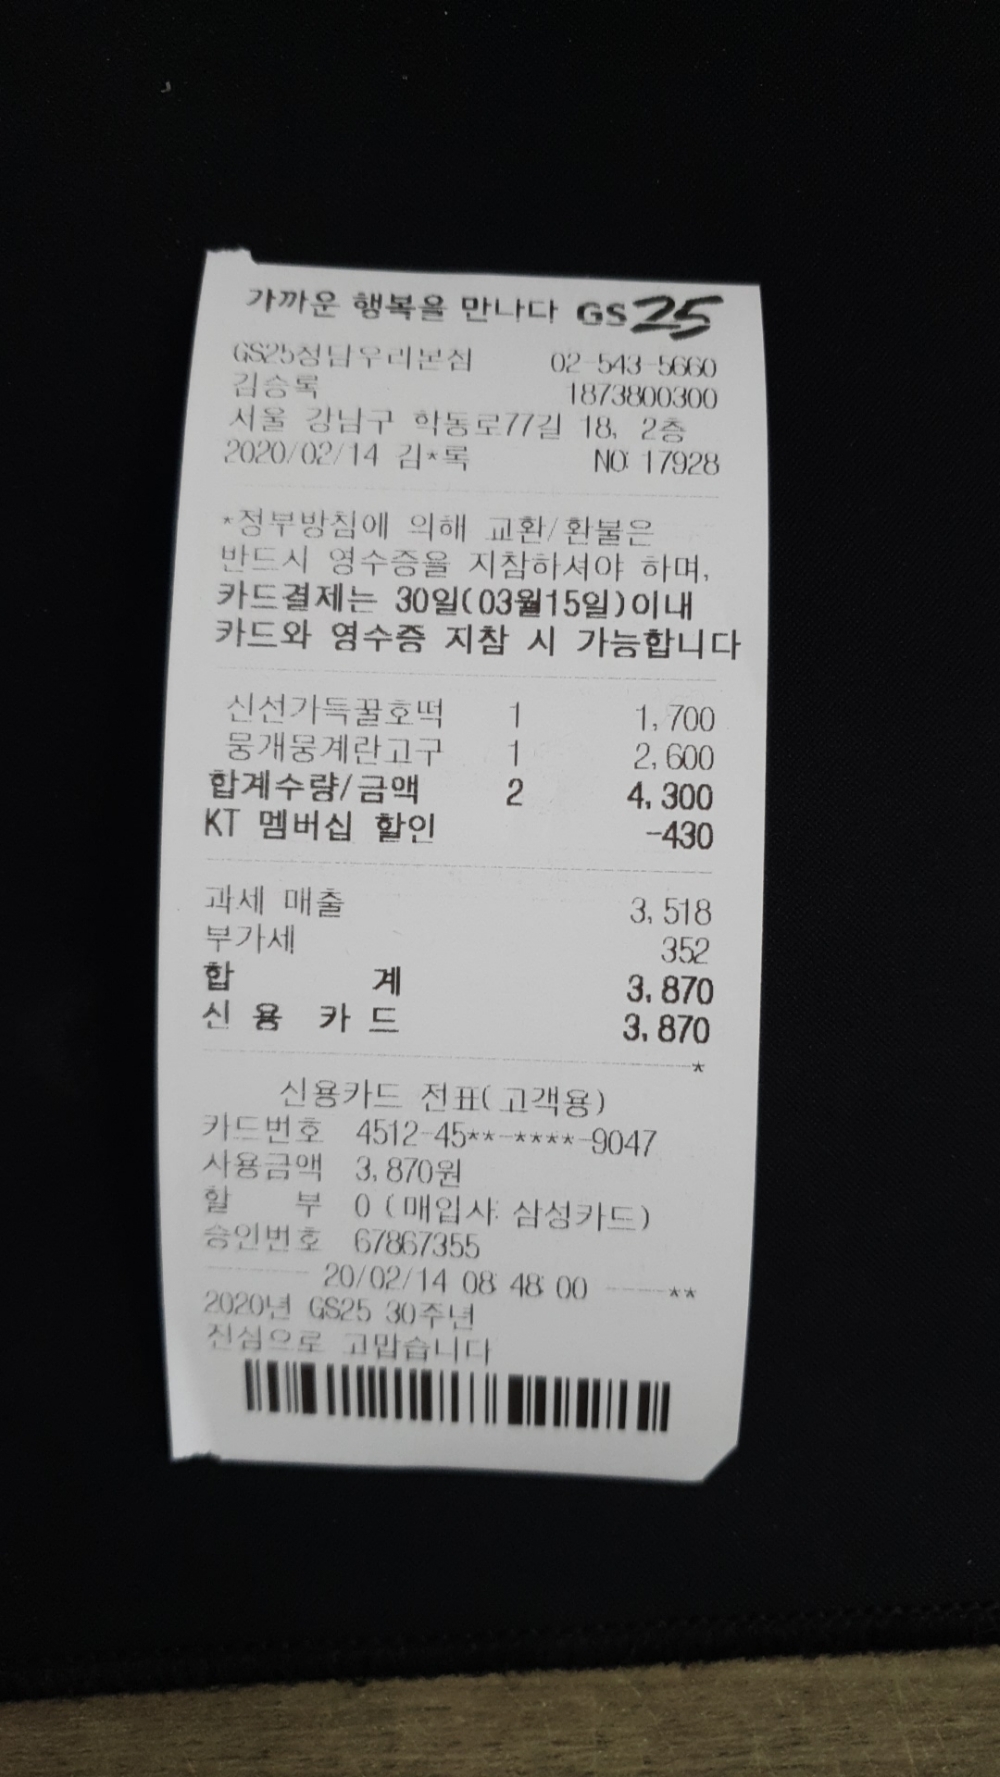 가까운 행복을 만나다 GS25
GS25청담우리본점 02-543-5660
김승록 1873800300
서울 강남구 학동로77길 18, 2층
2020/02/14 김*록 NO: 17928
*정부방침에 의해 교환/환불은
반드시 영수증을 지참하셔야 하며,
카드결제는 30일(03월15일)이내
카드와 영수증 지참 시 가능합니다
신선가득꿀호떡 1 1,700
뭉개뭉계란고구 1 2,600
합계수량/금액 2 4,300
KT 멤버십 할인 -430
과세 매출 3,518
부가세 352
합 계 3,870
신 용 카 드 3,870
*
신용카드 전표(고객용)
카드번호 4512-45**-****-9047
사용금액 3,870원
할 부 0 (매입사: 삼성카드)
승인번호 67867355
20/02/14 08:48:00 -----**
2020년 GS25 30주년
진심으로 고맙습니다